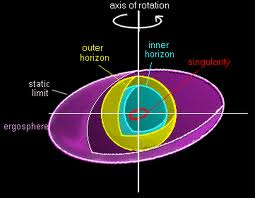 axis of rotation
outer
horizon
inner
horizon
singularity
static
limit
ergosphere